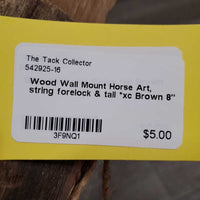 The Tack Collector
542925-16
Wood Wall Mount Horse Art,
string forelock & tail *xc Brown 8"
3F9NQ1
$5.00